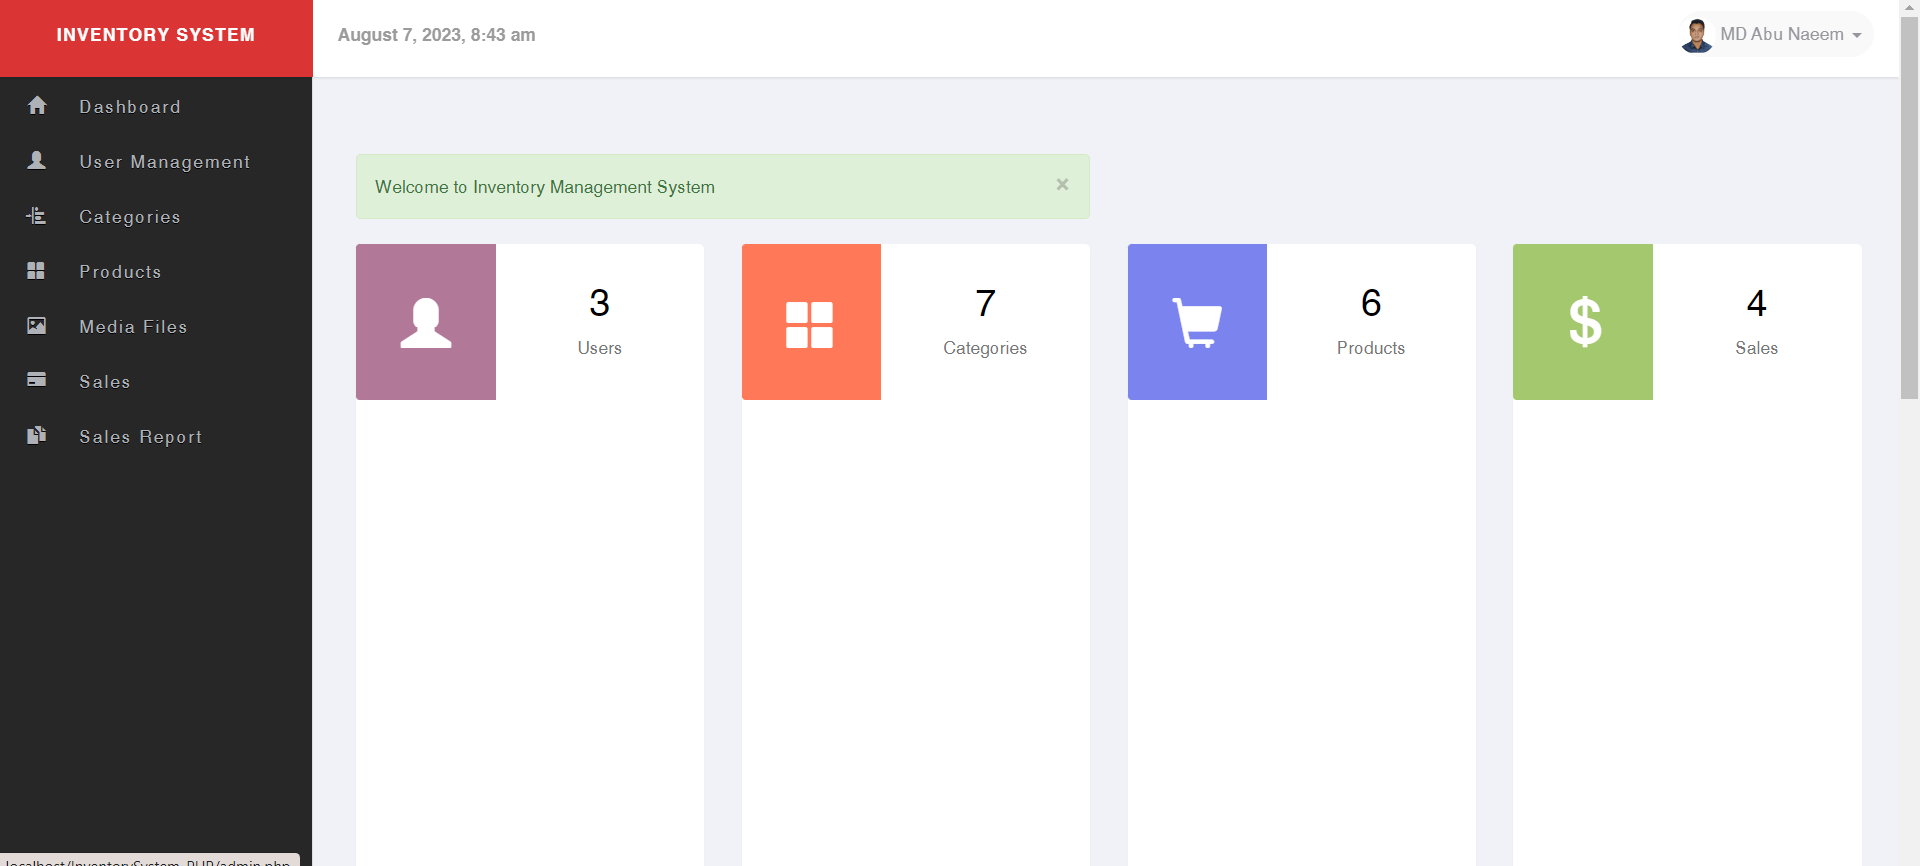 INVENTORY SYSTEM
August 7, 2023, 8:43 am
MD Abu Naeem
Dashboard
User Management
Categories
Products
Media Files
Sales
Sales Report
Welcome to Inventory Management System
×
3
Users
7
Categories
6
Products
$
4
Sales
localhost/InventorySystem_PHP/admin.php